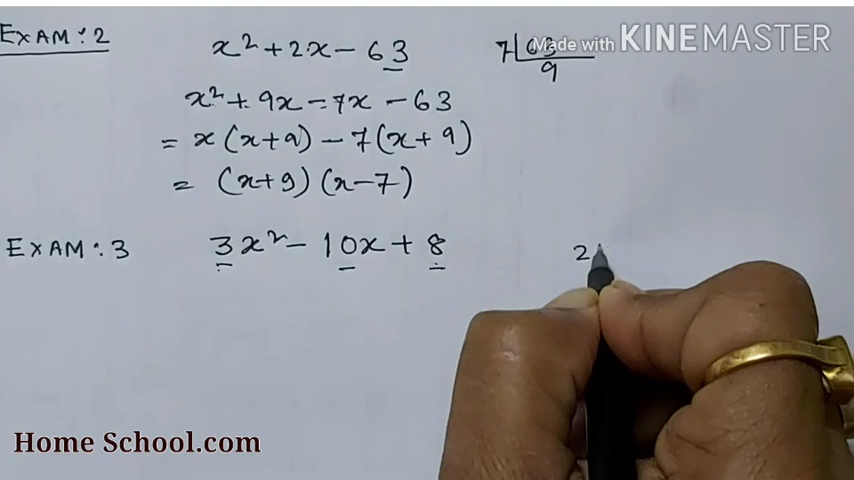 EXAM: 2
x² + 2x - 63
7 63
9
Made with KINEMASTER
x² + 9x - 7x - 63
= x(x+9) - 7(x+9)
= (x+9)(x-7)
EXAM: 3 3x² - 10x + 8
2
Home School.com